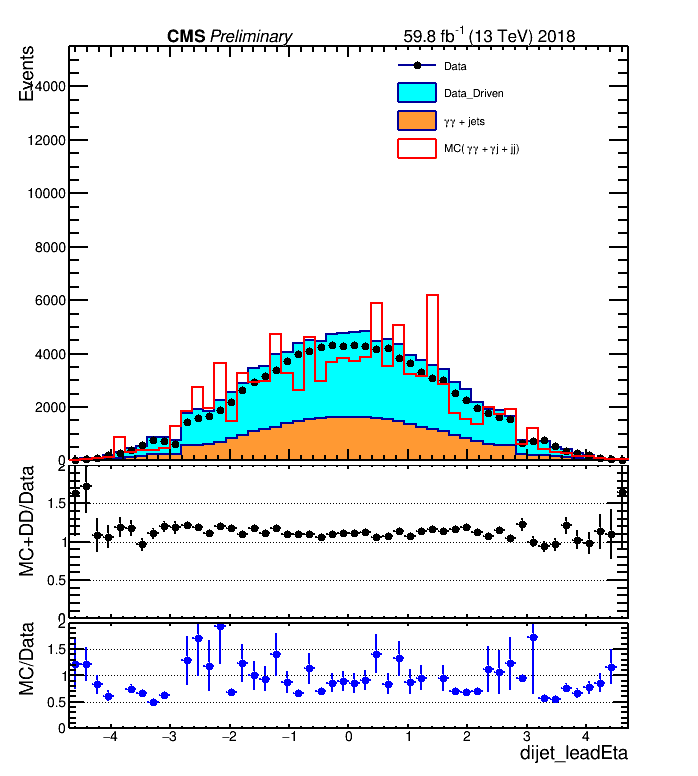 CMS Preliminary 59.8 fb-1 (13 TeV) 2018
Events
14000
12000
10000
8000
6000
4000
2000
0
Data
Data_Driven
γγ + jets
MC( γγ + γj + jj)
MC+DD/Data
2
1.5
1
0.5
0
MC/Data
2
1.5
1
0.5
0
−4 −3 −2 −1 0 1 2 3 4
dijet_leadEta